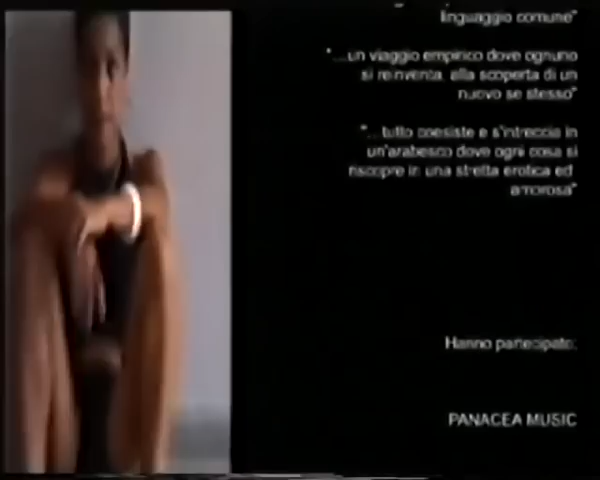 linguaggio comune"
"...un viaggio empirico dove ognuno
si reinventa, alla scoperta di un
nuovo se stesso"
"... tutto coesiste e s'intreccia in
un'arabesco dove ogni cosa si
riscopre in una stretta erotica ed
amorosa"
Hanno partecipato:
PANACEA MUSIC